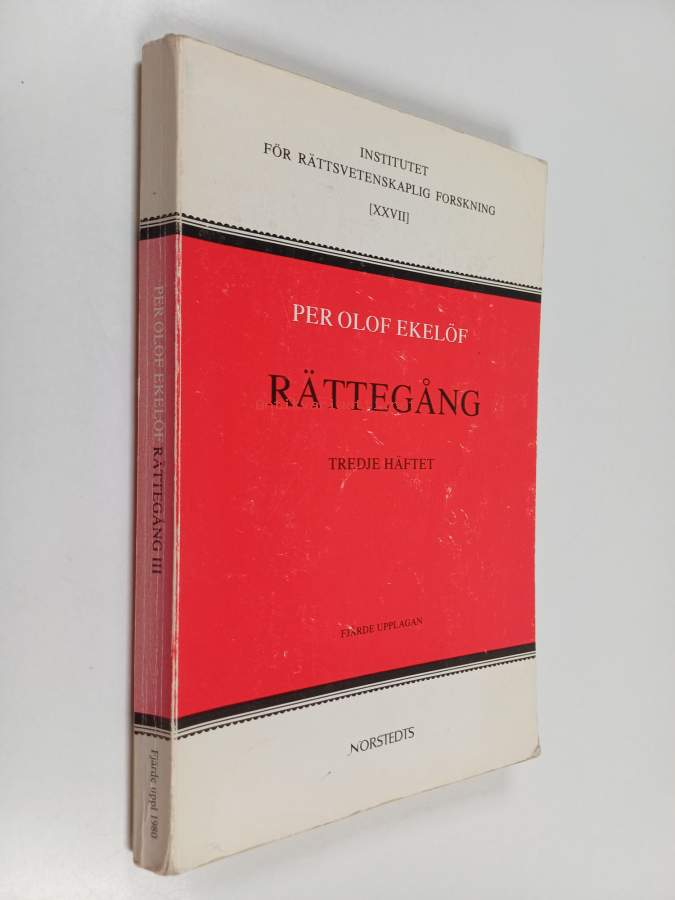 INSTITUTET
FÖR RÄTTSVETENSKAPLIG FORSKNING
[XXVII]
PER OLOF EKELÖF
RÄTTEGÅNG
TREDJE HÄFTET
FJÄRDE UPPLAGAN
NORSTEDTS
PER OLOF EKELÖF RÄTTEGÅNG III
Fjärde uppl 1980